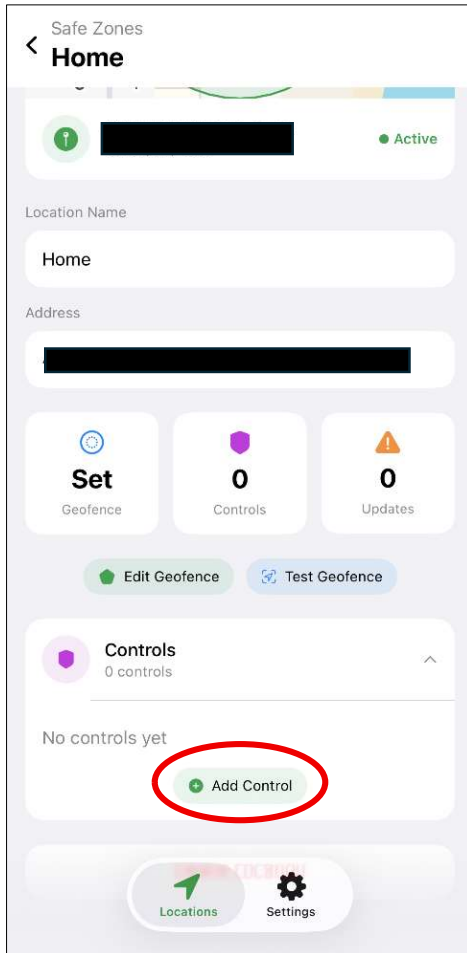 Safe Zones
Home
Active
Location Name
Home
Address
Set
0
0
Geofence
Controls
Updates
Edit Geofence
Test Geofence
Controls
0 controls
No controls yet
Add Control
Locations
Settings